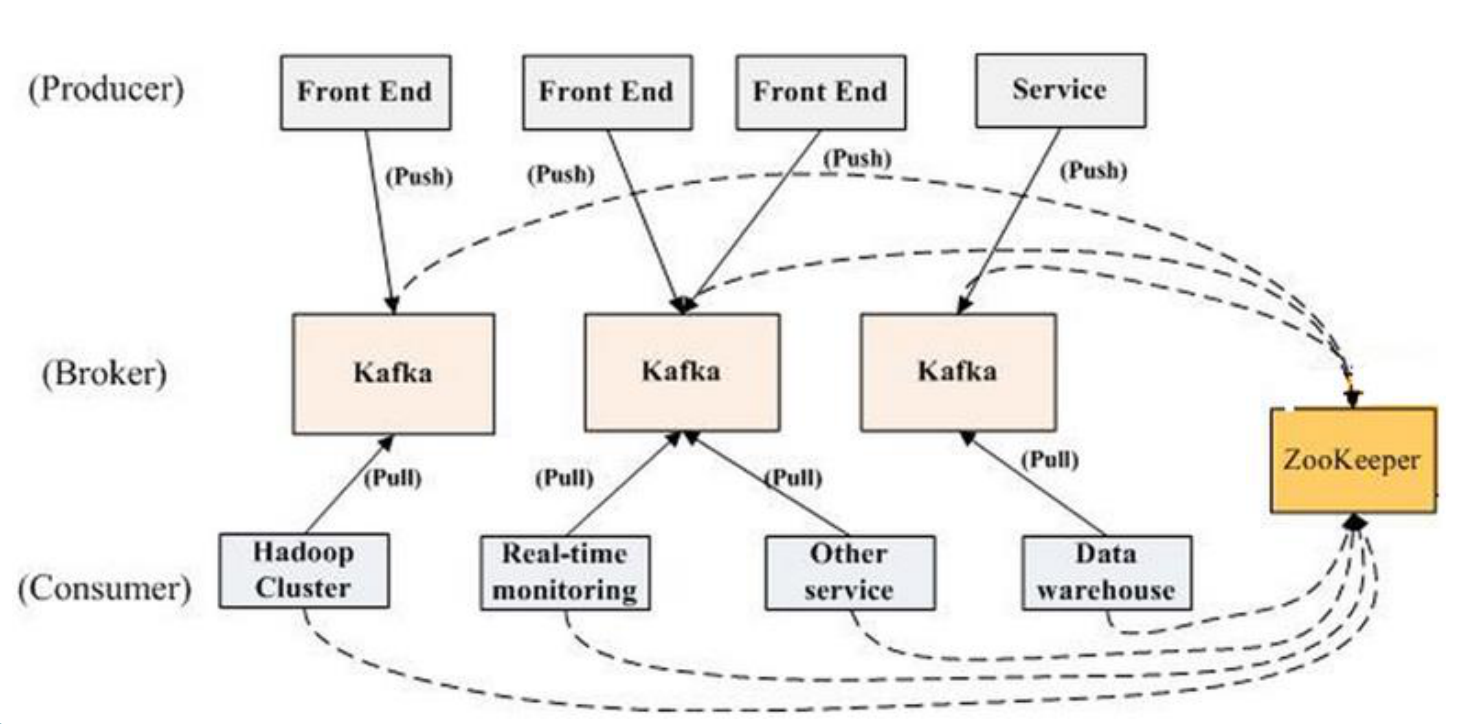 (Producer)
Front End
Front End
Front End
Service
(Push)
(Push)
(Push)
(Push)
(Broker)
Kafka
Kafka
Kafka
ZooKeeper
(Pull)
(Pull)
(Pull)
(Pull)
(Consumer)
Hadoop
Cluster
Real-time
monitoring
Other
service
Data
warehouse